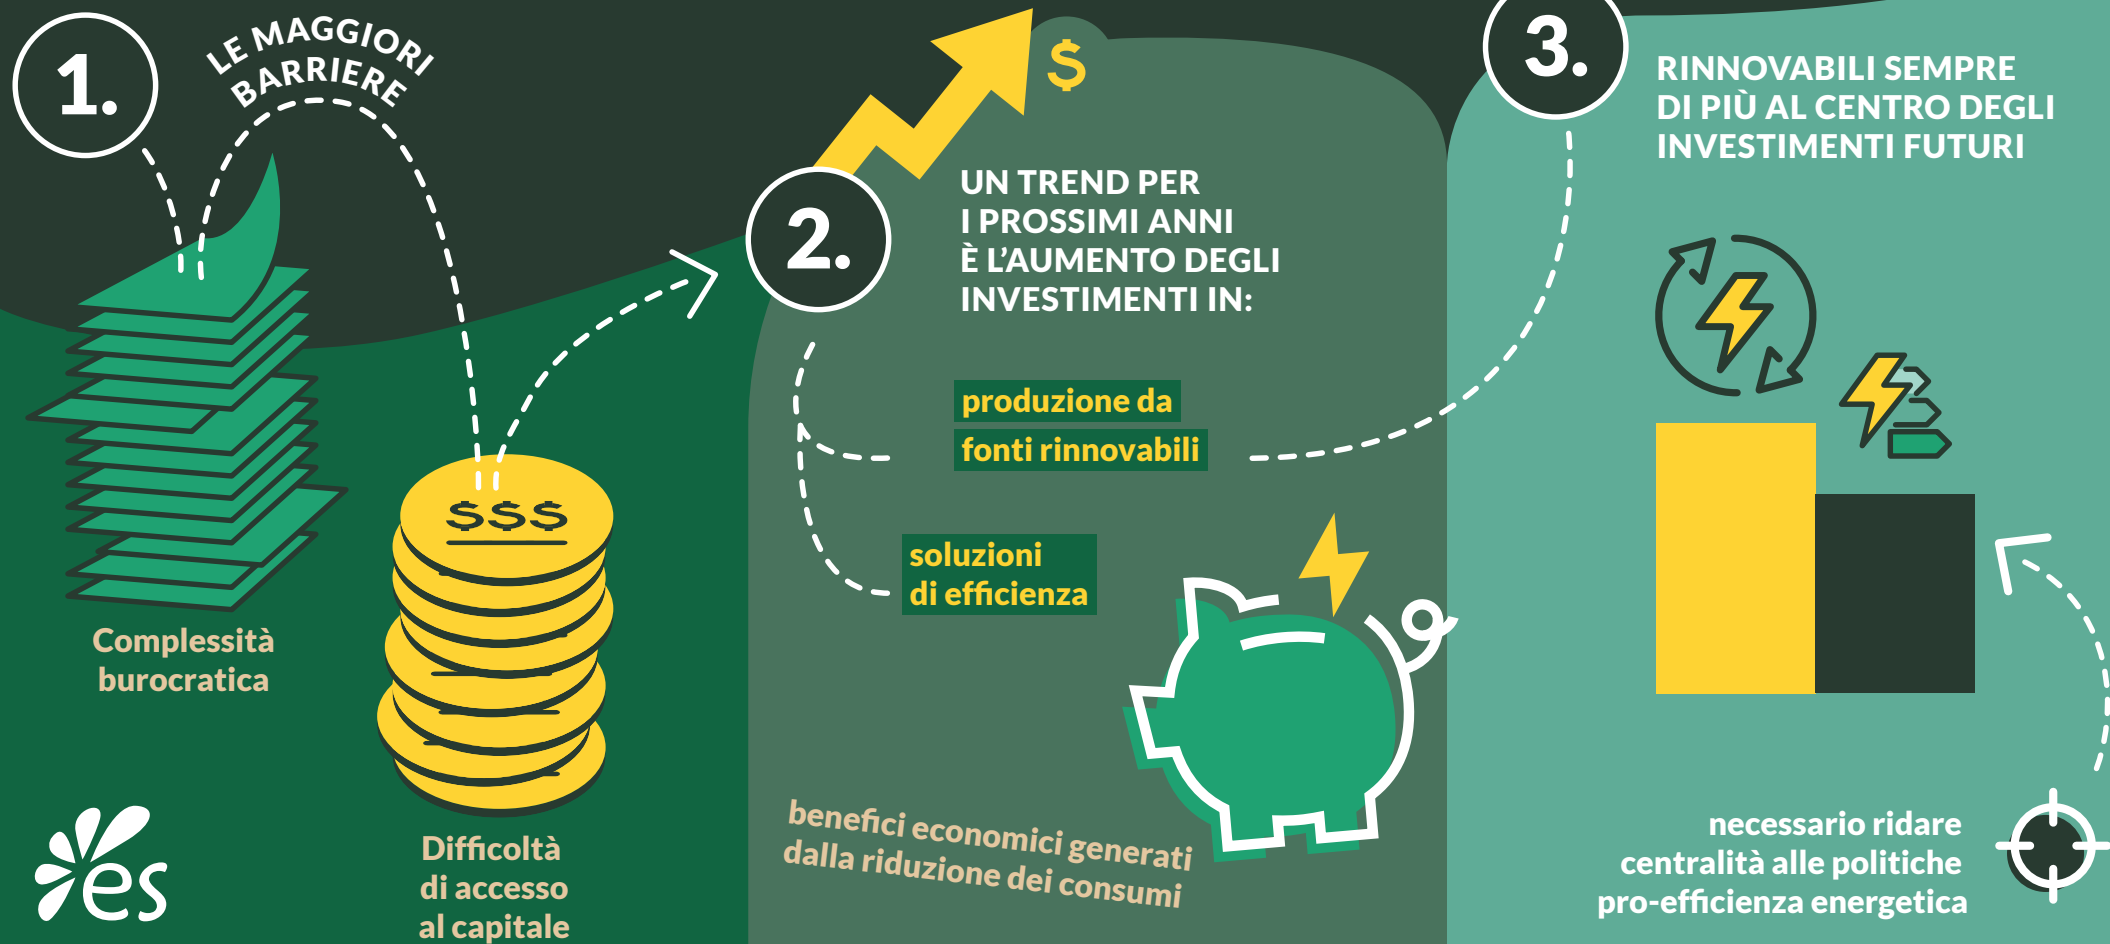 1.
LE MAGGIORI
BARRIERE
$$$
Complessità
burocratica
Difficoltà
di accesso
al capitale
es
2.
$
UN TREND PER
I PROSSIMI ANNI
È L’AUMENTO DEGLI
INVESTIMENTI IN:
produzione da
fonti rinnovabili
soluzioni
di efficienza
benefici economici generati
dalla riduzione dei consumi
3.
RINNOVABILI SEMPRE
DI PIÙ AL CENTRO DEGLI
INVESTIMENTI FUTURI
necessario ridare
centralità alle politiche
pro-efficienza energetica